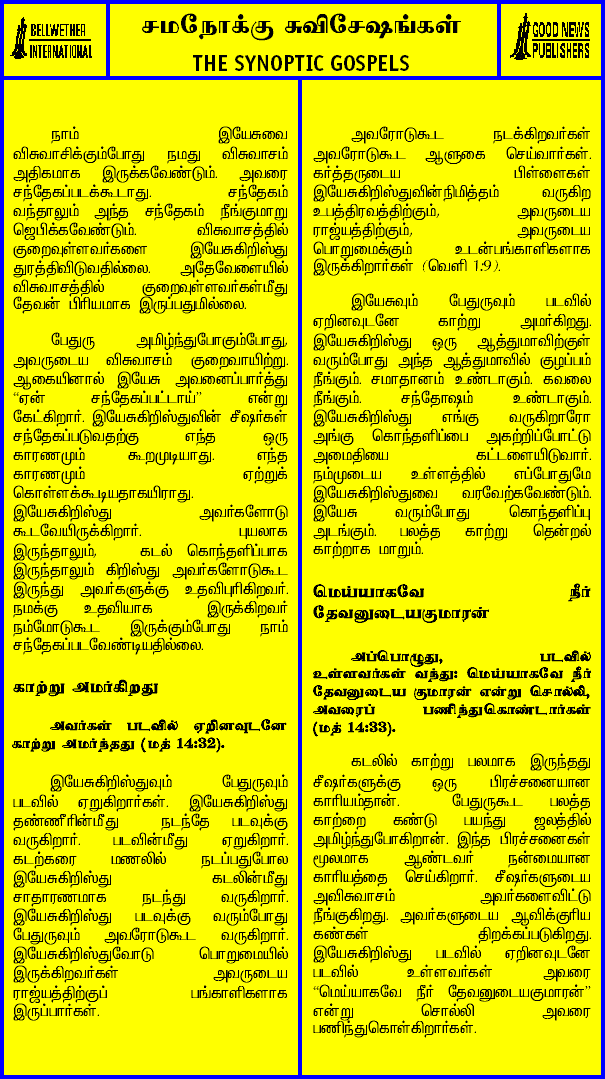 BELLWETHER
INTERNATIONAL
சமநோக்கு சுவிசேஷங்கள்
THE SYNOPTIC GOSPELS
GOOD NEWS
PUBLISHERS
நாம் இயேசுவை
விசுவாசிக்கும்போது நமது விசுவாசம்
அதிகமாக இருக்கவேண்டும். அவரை
சந்தேகப்படக்கூடாது. சந்தேகம்
வந்தாலும் அந்த சந்தேகம் நீங்குமாறு
ஜெபிக்கவேண்டும். விசுவாசத்தில்
குறைவுள்ளவர்களை இயேசுகிறிஸ்து
துரத்திவிடுவதில்லை. அதேவேளையில்
விசுவாசத்தில் குறைவுள்ளவர்கள்மீது
தேவன் பிரியமாக இருப்பதுமில்லை.
பேதுரு அமிழ்ந்துபோகும்போது,
அவருடைய விசுவாசம் குறைவாயிற்று.
ஆகையினால் இயேசு அவனைப்பார்த்து
“ஏன் சந்தேகப்பட்டாய்” என்று
கேட்கிறார். இயேசுகிறிஸ்துவின் சீஷர்கள்
சந்தேகப்படுவதற்கு எந்த ஒரு
காரணமும் கூறமுடியாது. எந்த
காரணமும் ஏற்றுக்
கொள்ளக்கூடியதாகயிராது.
இயேசுகிறிஸ்து அவர்களோடு
கூடவேயிருக்கிறார். புயலாக
இருந்தாலும், கடல் கொந்தளிப்பாக
இருந்தாலும் கிறிஸ்து அவர்களோடுகூட
இருந்து அவர்களுக்கு உதவிபுரிகிறவர்.
நமக்கு உதவியாக இருக்கிறவர்
நம்மோடுகூட இருக்கும்போது நாம்
சந்தேகப்படவேண்டியதில்லை.
காற்று அமர்கிறது
அவர்கள் படவில் ஏறினவுடனே
காற்று அமர்ந்தது (மத் 14:32).
இயேசுகிறிஸ்துவும் பேதுருவும்
படவில் ஏறுகிறார்கள். இயேசுகிறிஸ்து
தண்ணீரின்மீது நடந்தே படவுக்கு
வருகிறார். படவின்மீது ஏறுகிறார்.
கடற்கரை மணலில் நடப்பதுபோல
இயேசுகிறிஸ்து கடலின்மீது
சாதாரணமாக நடந்து வருகிறார்.
இயேசுகிறிஸ்து படவுக்கு வரும்போது
பேதுருவும் அவரோடுகூட வருகிறார்.
இயேசுகிறிஸ்துவோடு பொறுமையில்
இருக்கிறவர்கள் அவருடைய
ராஜ்யத்திற்குப் பங்காளிகளாக
இருப்பார்கள்.
அவரோடுகூட நடக்கிறவர்கள்
அவரோடுகூட ஆளுகை செய்வார்கள்.
கர்த்தருடைய பிள்ளைகள்
இயேசுகிறிஸ்துவின்நிமித்தம் வருகிற
உபத்திரவத்திற்கும், அவருடைய
ராஜ்யத்திற்கும், அவருடைய
பொறுமைக்கும் உடன்பங்காளிகளாக
இருக்கிறார்கள் (வெளி 1:9).
இயேசுவும் பேதுருவும் படவில்
ஏறினவுடனே காற்று அமர்கிறது.
இயேசுகிறிஸ்து ஒரு ஆத்துமாவிற்குள்
வரும்போது அந்த ஆத்துமாவில் குழப்பம்
நீங்கும். சமாதானம் உண்டாகும். கவலை
நீங்கும். சந்தோஷம் உண்டாகும்.
இயேசுகிறிஸ்து எங்கு வருகிறாரோ
அங்கு கொந்தளிப்பை அகற்றிப்போட்டு
அமைதியை கட்டளையிடுவார்.
நம்முடைய உள்ளத்தில் எப்போதுமே
இயேசுகிறிஸ்துவை வரவேற்கவேண்டும்.
இயேசு வரும்போது கொந்தளிப்பு
அடங்கும். பலத்த காற்று தென்றல்
காற்றாக மாறும்.
மெய்யாகவே நீர்
தேவனுடையகுமாரன்
அப்பொழுது, படவில்
உள்ளவர்கள் வந்து: மெய்யாகவே நீர்
தேவனுடைய குமாரன் என்று சொல்லி,
அவரைப் பணிந்துகொண்டார்கள்
(மத் 14:33).
கடலில் காற்று பலமாக இருந்தது
சீஷர்களுக்கு ஒரு பிரச்சனையான
காரியம்தான். பேதுருகூட பலத்த
காற்றை கண்டு பயந்து ஜலத்தில்
அமிழ்ந்துபோகிறான். இந்த பிரச்சனைகள்
மூலமாக ஆண்டவர் நன்மையான
காரியத்தை செய்கிறார். சீஷர்களுடைய
அவிசுவாசம் அவர்களைவிட்டு
நீங்குகிறது. அவர்களுடைய ஆவிக்குரிய
கண்கள் திறக்கப்படுகிறது.
இயேசுகிறிஸ்து படவில் ஏறினவுடனே
படவில் உள்ளவர்கள் அவரை
“மெய்யாகவே நீர் தேவனுடையகுமாரன்”
என்று சொல்லி அவரை
பணிந்துகொள்கிறார்கள்.